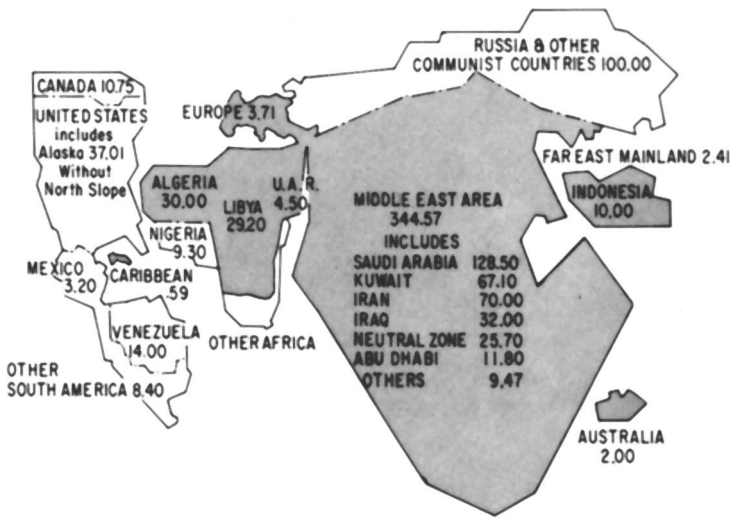 RUSSIA & OTHER
COMMUNIST COUNTRIES 100.00
CANADA 10.75
UNITED STATES
includes
Alaska 37.01
Without
North Slope
EUROPE 3.71
FAR EAST MAINLAND 2.41
ALGERIA
30.00
LIBYA
29.20
U.A.R.
4.50
MIDDLE EAST AREA
344.57
INCLUDES
SAUDI ARABIA 128.50
KUWAIT 67.10
IRAN 70.00
IRAQ 32.00
NEUTRAL ZONE 25.70
ABU DHABI 11.80
OTHERS 9.47
INDONESIA
10.00
NIGERIA
9.30
MEXICO
3.20
CARIBBEAN
.59
VENEZUELA
14.00
OTHER AFRICA
OTHER
SOUTH AMERICA 8.40
AUSTRALIA
2.00